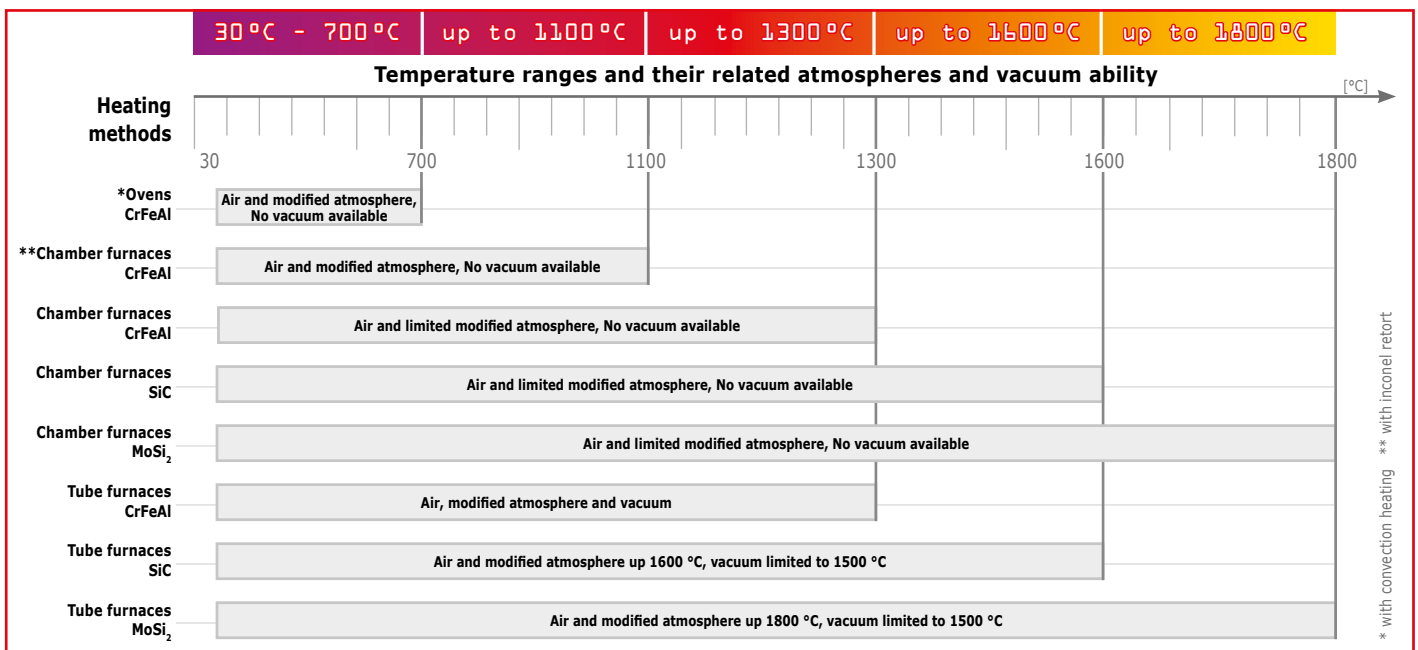 30°C - 700°C up to 1100°C up to 1300°C up to 1600°C up to 1800°C
Temperature ranges and their related atmospheres and vacuum ability
[°C]
Heating
methods
30 700 1100 1300 1600 1800
*Ovens
CrFeAl
Air and modified atmosphere,
No vacuum available
**Chamber furnaces
CrFeAl
Air and modified atmosphere, No vacuum available
Chamber furnaces
CrFeAl
Air and limited modified atmosphere, No vacuum available
Chamber furnaces
SiC
Air and limited modified atmosphere, No vacuum available
Chamber furnaces
MoSi₂
Air and limited modified atmosphere, No vacuum available
Tube furnaces
CrFeAl
Air, modified atmosphere and vacuum
Tube furnaces
SiC
Air and modified atmosphere up 1600 °C, vacuum limited to 1500 °C
Tube furnaces
MoSi₂
Air and modified atmosphere up 1800 °C, vacuum limited to 1500 °C
* with convection heating ** with inconel retort